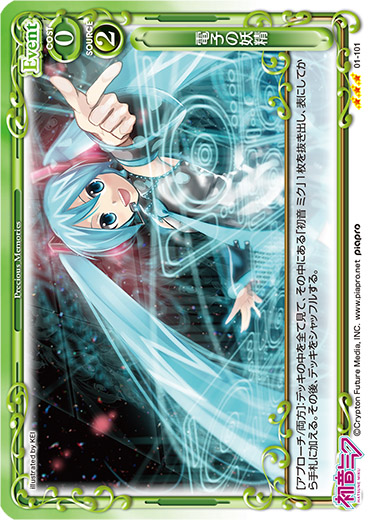 Event
COST
0
SOURCE
2
電子の妖精
01-101
Precious Memories
illustrated by KEI
[アプローチ/両方]:デッキの中を全て見て、その中にある「初音 ミク」1枚を抜き出し、表にしてか
ら手札に加える。その後、デッキをシャッフルする。
初音ミク
HATSUNE MIKU
©Crypton Future Media, INC. www.piapro.net piapro